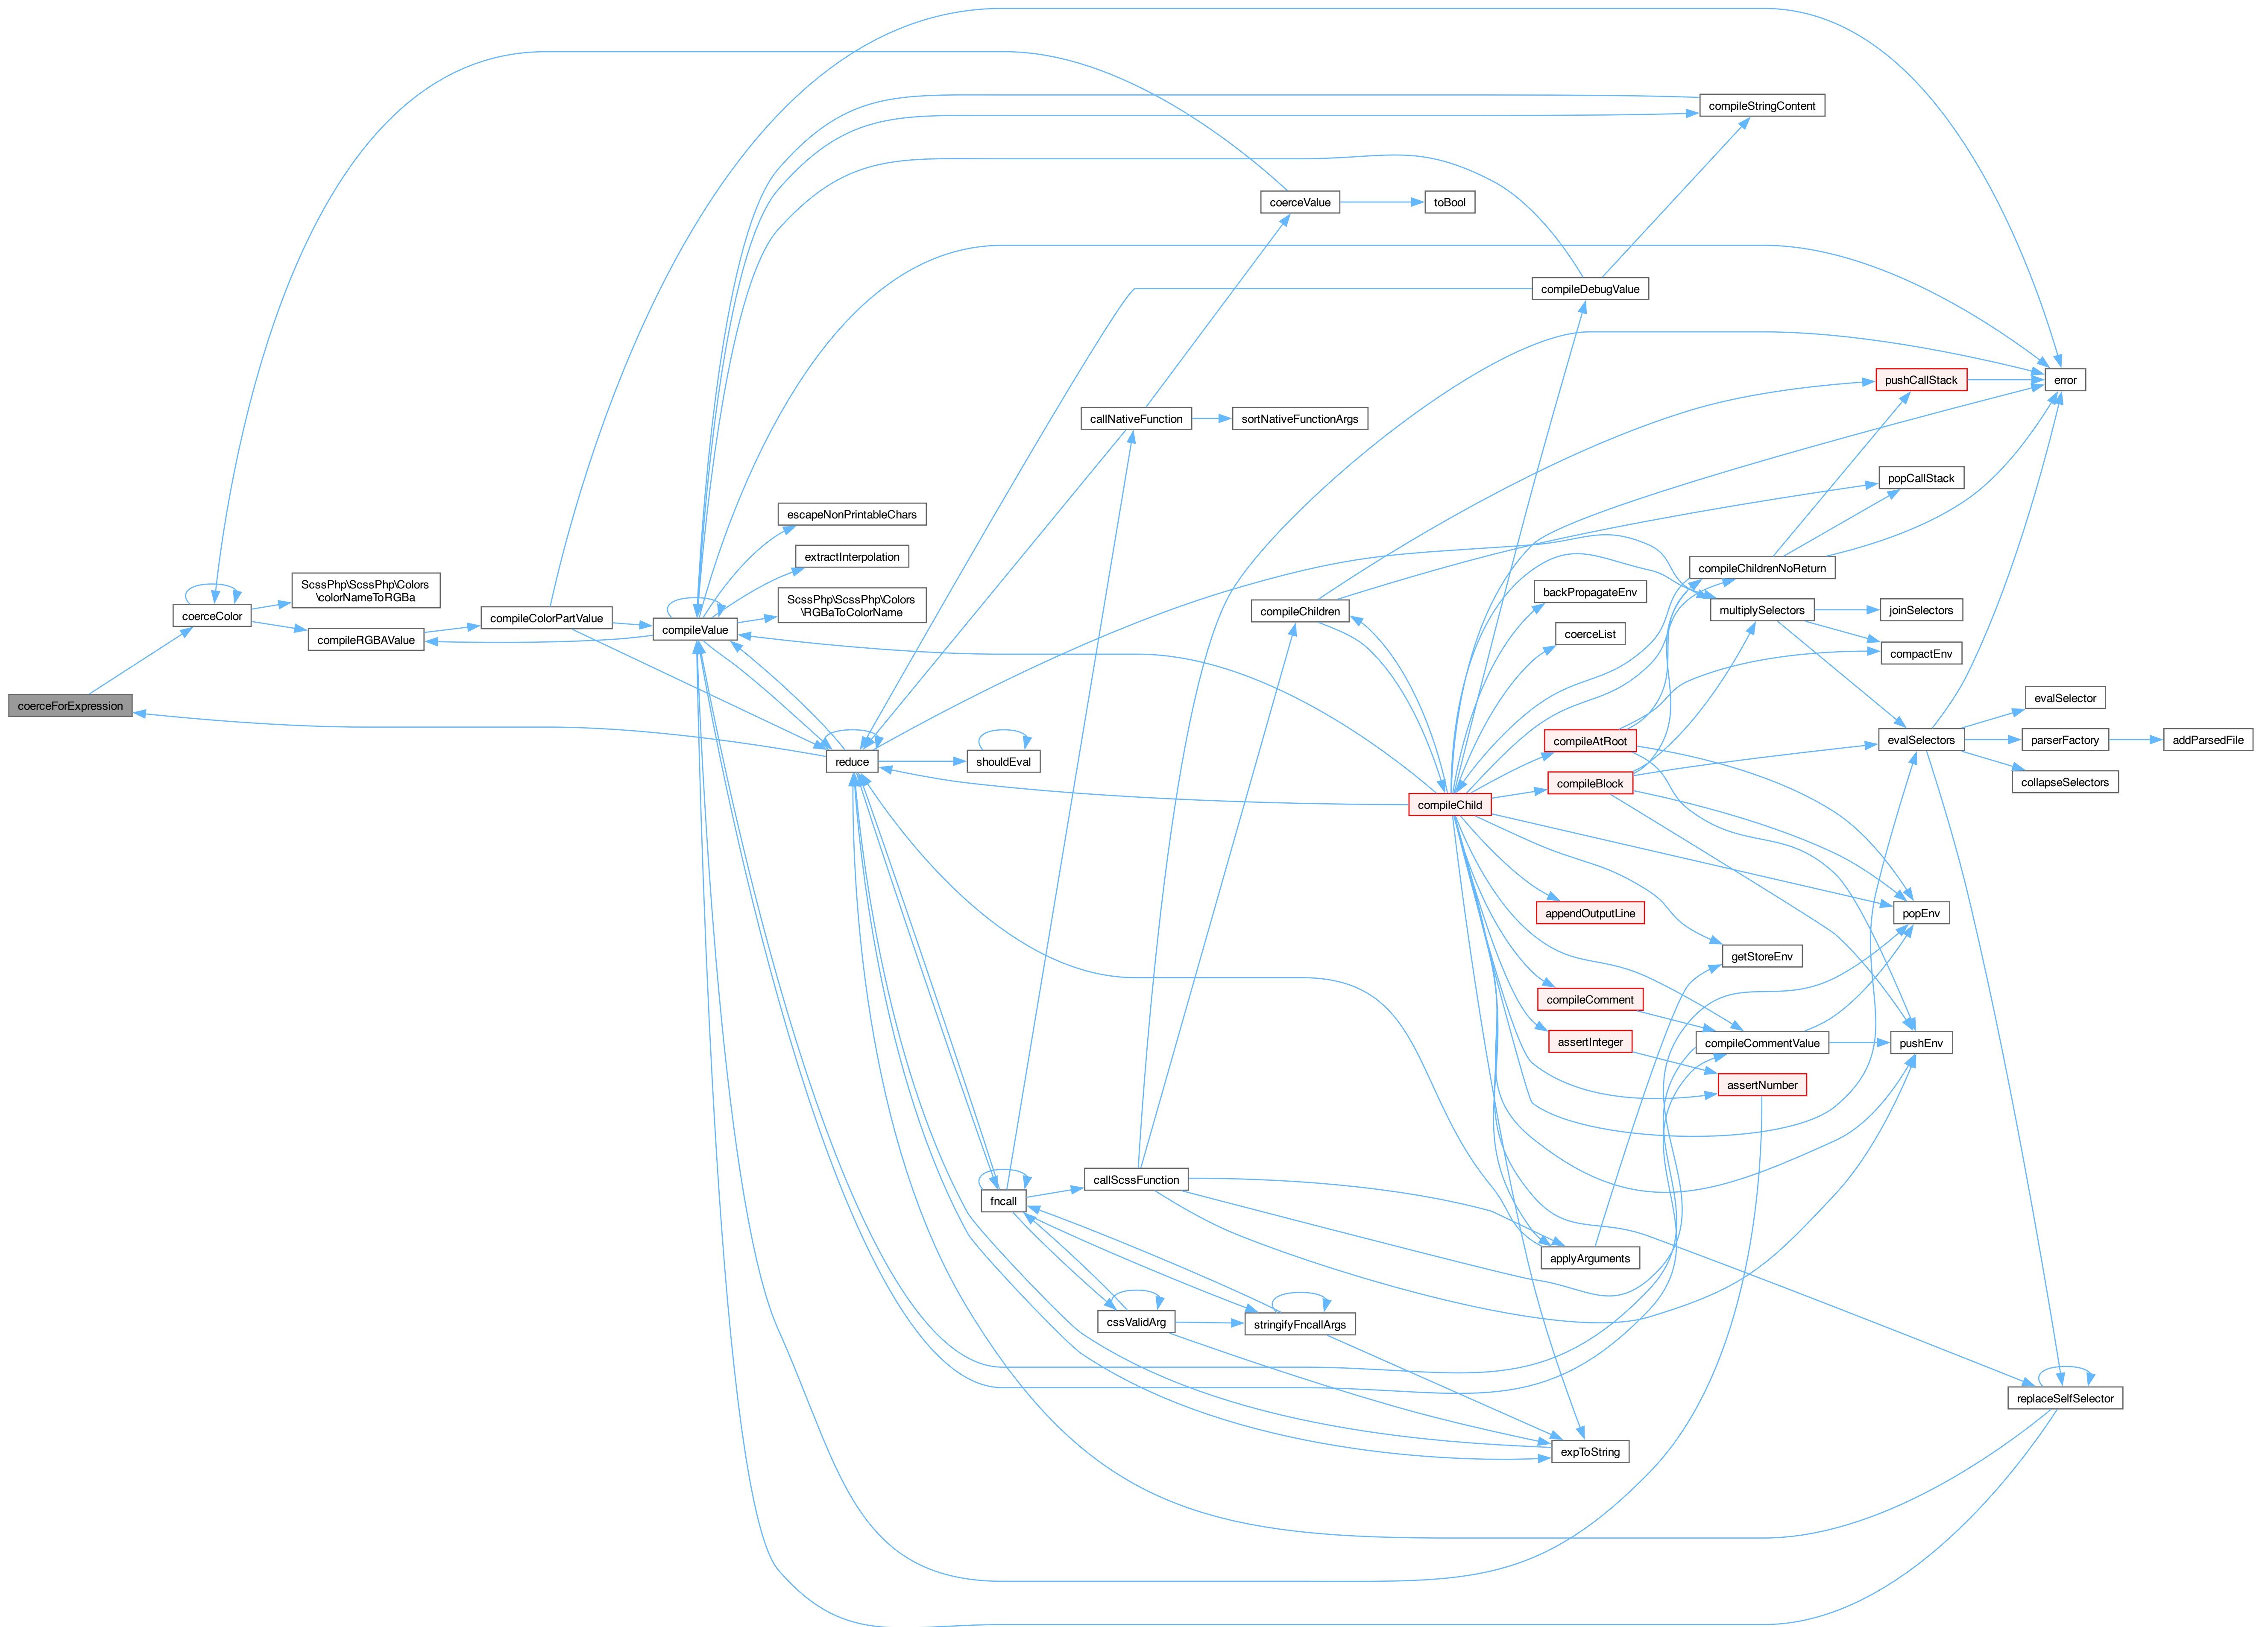 compileStringContent
coerceValue
toBool
compileDebugValue
pushCallStack
error
callNativeFunction
sortNativeFunctionArgs
popCallStack
escapeNonPrintableChars
extractInterpolation
compileChildrenNoReturn
ScssPhp\ScssPhp\Colors
\colorNameToRGBa
backPropagateEnv
ScssPhp\ScssPhp\Colors
\RGBaToColorName
coerceColor
compileColorPartValue
compileChildren
multiplySelectors
joinSelectors
compileRGBAValue
compileValue
coerceList
compactEnv
coerceForExpression
evalSelector
reduce
shouldEval
compileAtRoot
evalSelectors
parserFactory
addParsedFile
compileBlock
collapseSelectors
compileChild
appendOutputLine
popEnv
getStoreEnv
compileComment
assertInteger
compileCommentValue
pushEnv
assertNumber
callScssFunction
fncall
applyArguments
cssValidArg
stringifyFncallArgs
replaceSelfSelector
expToString